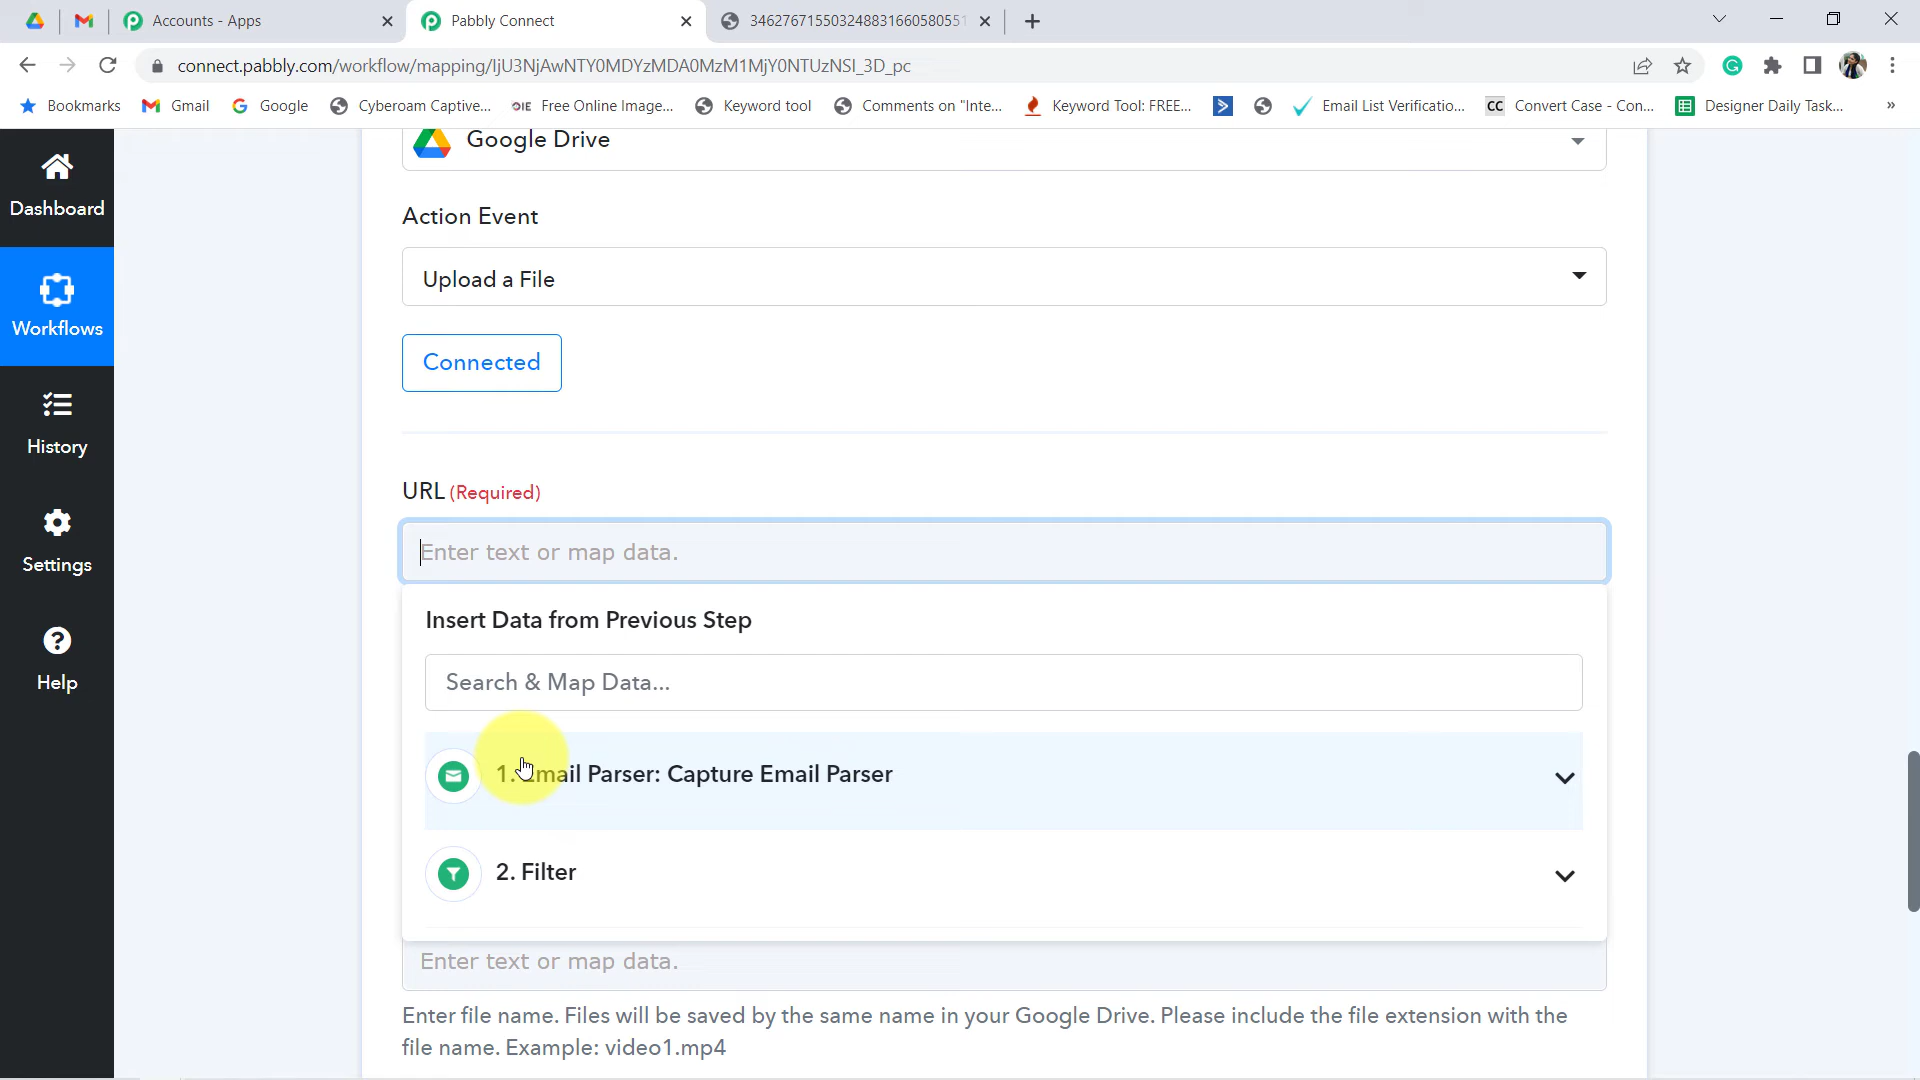 Accounts - Apps
Pabbly Connect
34627671550324883166058055
connect.pabbly.com/workflow/mapping/IjU3NjAwNTY0MDYzMDA0MzM1MjY0NTUzNSI_3D_pc
Bookmarks
Gmail
Google
Cyberoam Captive...
Free Online Image...
Keyword tool
Comments on "Inte...
Keyword Tool: FREE...
Email List Verificatio...
CC
Convert Case - Con...
Designer Daily Task...
»
Google Drive
Dashboard
Action Event
Upload a File
Workflows
Connected
History
URL (Required)
Enter text or map data.
Settings
Insert Data from Previous Step
Search & Map Data...
Help
1. Email Parser: Capture Email Parser
2. Filter
Enter text or map data.
Enter file name. Files will be saved by the same name in your Google Drive. Please include the file extension with the
file name. Example: video1.mp4